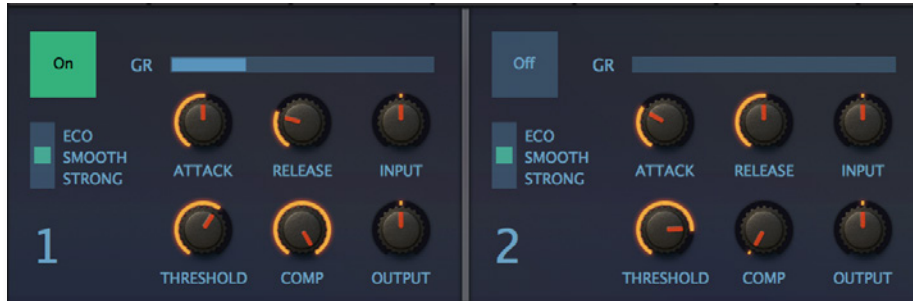 On
GR
ECO
SMOOTH
STRONG
ATTACK
RELEASE
INPUT
1
THRESHOLD
COMP
OUTPUT
Off
GR
ECO
SMOOTH
STRONG
ATTACK
RELEASE
INPUT
2
THRESHOLD
COMP
OUTPUT